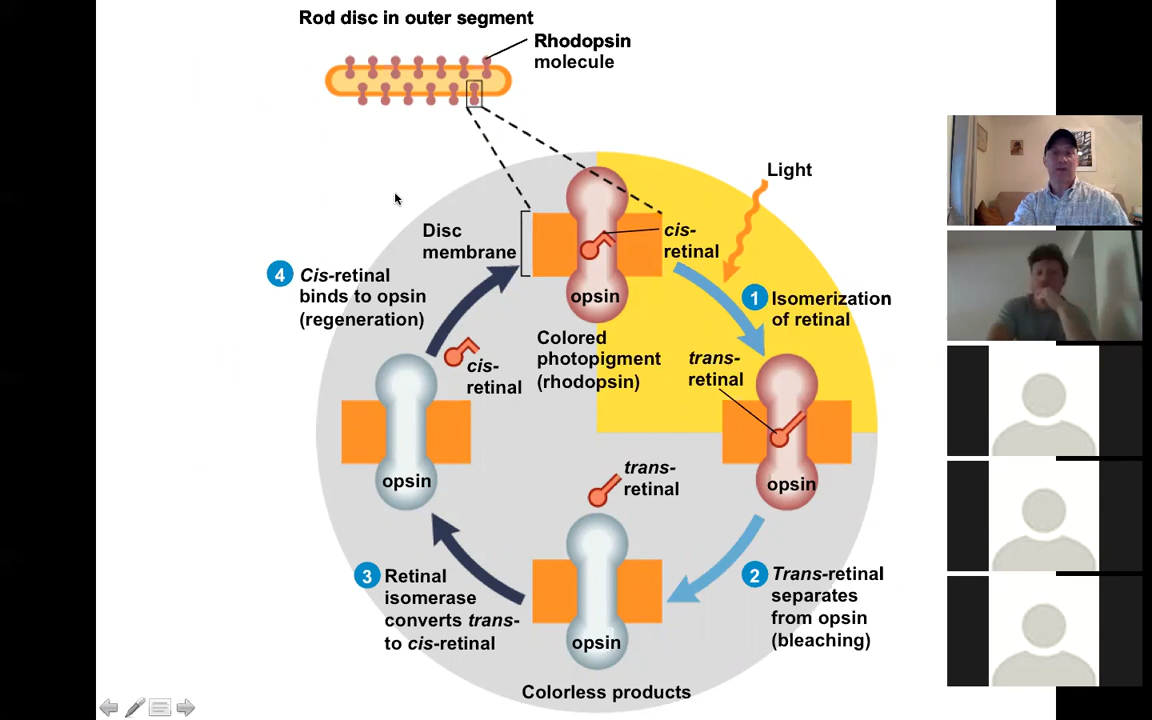 Rod disc in outer segment
Rhodopsin
molecule
Light
Disc
membrane
cis-
retinal
opsin
Colored
photopigment
(rhodopsin)
1 Isomerization
of retinal
trans-
retinal
opsin
2 Trans-retinal
separates
from opsin
(bleaching)
trans-
retinal
opsin
Colorless products
3 Retinal
isomerase
converts trans-
to cis-retinal
opsin
cis-
retinal
4 Cis-retinal
binds to opsin
(regeneration)